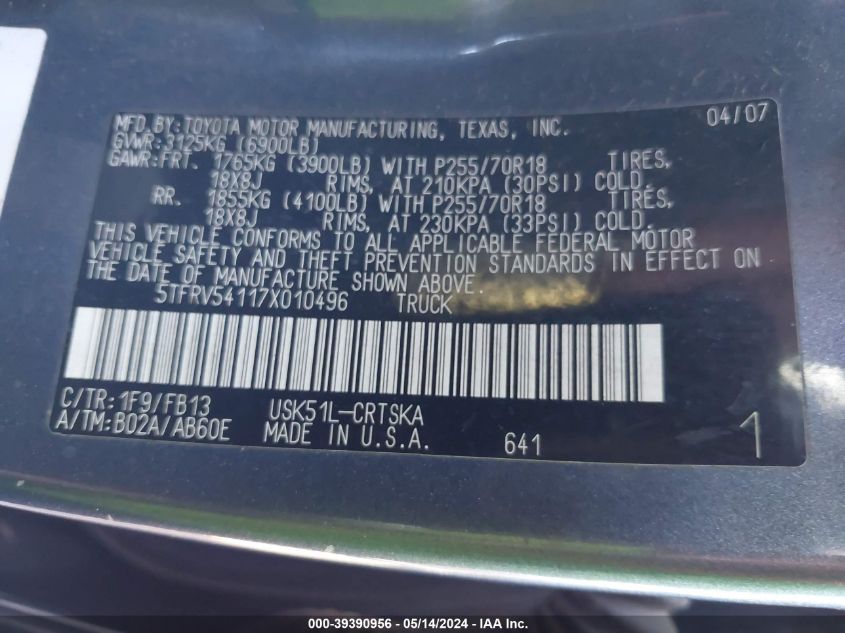 MFD.BY:TOYOTA MOTOR MANUFACTURING, TEXAS, INC. 04/07
GVWR:3125KG (6900LB)
GAWR:FRT. 1765KG (3900LB) WITH P255/70R18 TIRES,
18X8J RIMS, AT 210KPA (30PSI) COLD.
RR. 1855KG (4100LB) WITH P255/70R18 TIRES,
18X8J RIMS, AT 230KPA (33PSI) COLD.
THIS VEHICLE CONFORMS TO ALL APPLICABLE FEDERAL MOTOR
VEHICLE SAFETY AND THEFT PREVENTION STANDARDS IN EFFECT ON
THE DATE OF MANUFACTURE SHOWN ABOVE.
5TFRV54117X010496 TRUCK
C/TR:1F9/FB13 USK51L-CRTSKA
A/TM:B02A/AB60E MADE IN U.S.A. 641 1
000-39390956 / 05/14/2024 - IAA Inc.